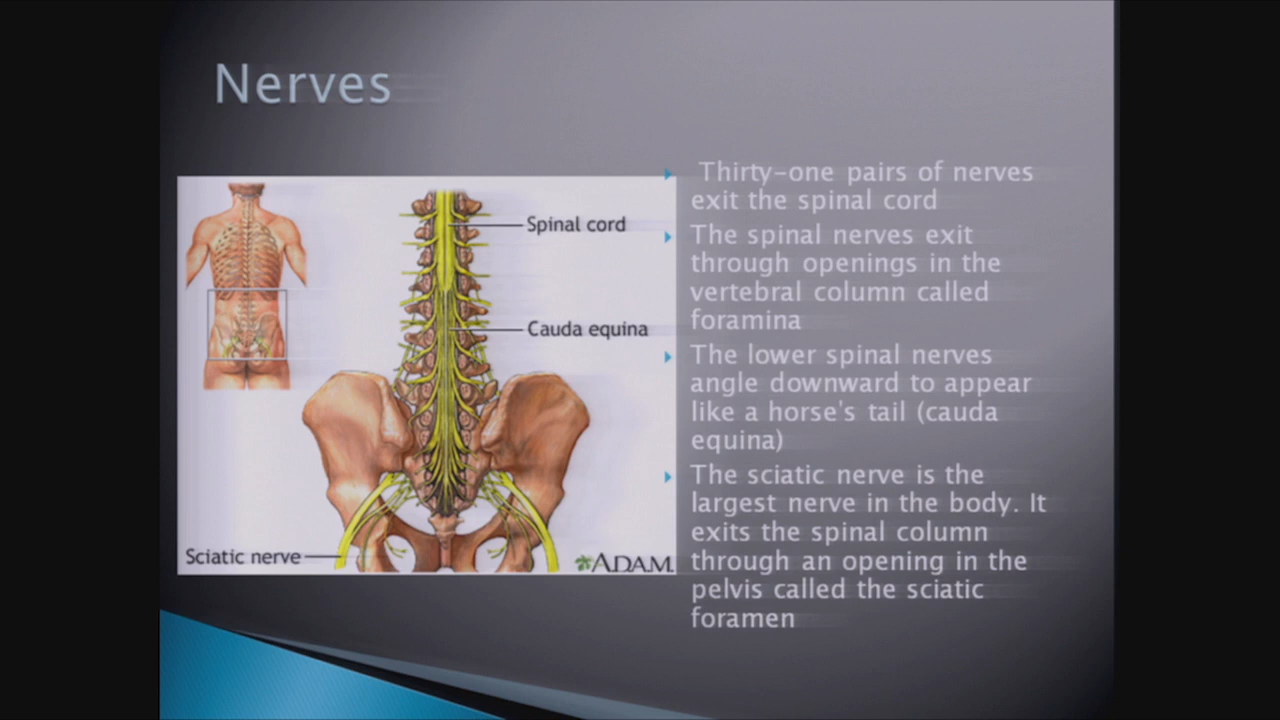 Nerves
Spinal cord
Cauda equina
Sciatic nerve
ADAM.
Thirty-one pairs of nerves
exit the spinal cord
The spinal nerves exit
through openings in the
vertebral column called
foramina
The lower spinal nerves
angle downward to appear
like a horse's tail (cauda
equina)
The sciatic nerve is the
largest nerve in the body. It
exits the spinal column
through an opening in the
pelvis called the sciatic
foramen